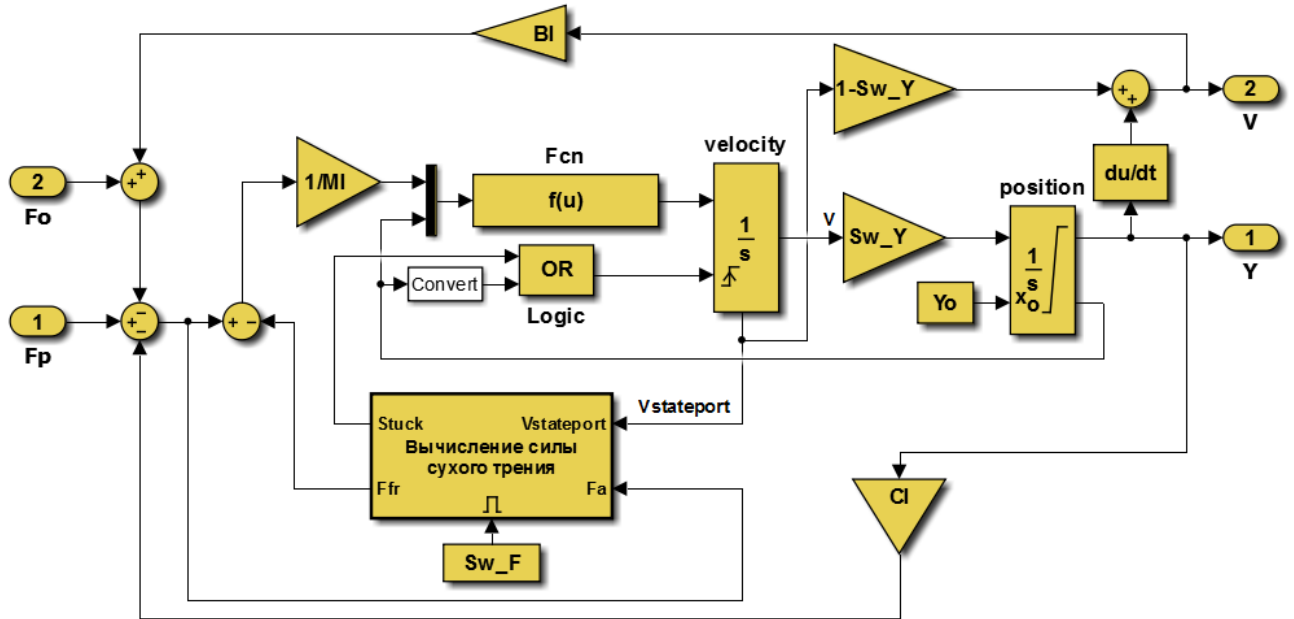 Bl
1-Sw_Y
+
+
2
V
velocity
Fcn
1/Ml
f(u)
du/dt
position
2
Fo
+
+
1
s
V
Sw_Y
1
Y
OR
Convert
Logic
1
s
xo
Yo
1
Fp
+
-
-
+ -
Vstateport
Stuck
Vstateport
Вычисление силы
сухого трения
Ffr
Fa
Cl
Sw_F